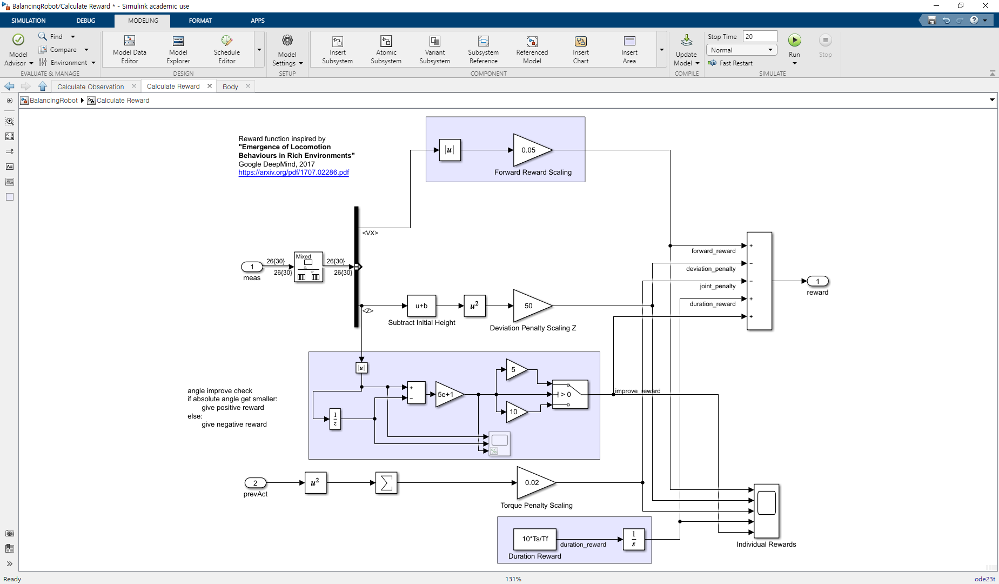 BalancingRobot/Calculate Reward * - Simulink academic use
SIMULATION
DEBUG
MODELING
FORMAT
APPS
Model Advisor
Find
Compare
Environment
EVALUATE & MANAGE
Model Data Editor
Model Explorer
Schedule Editor
DESIGN
Model Settings
SETUP
Insert Subsystem
Atomic Subsystem
Variant Subsystem
Subsystem Reference
Referenced Model
Insert Chart
Insert Area
COMPONENT
Update Model
COMPILE
Stop Time 20
Normal
Fast Restart
Run
Stop
SIMULATE
Calculate Observation
Calculate Reward
Body
BalancingRobot
Calculate Reward
Reward function inspired by
"Emergence of Locomotion
Behaviours in Rich Environments"
Google DeepMind, 2017
https://arxiv.org/pdf/1707.02286.pdf
|u|
0.05
Forward Reward Scaling
<VX>
1
meas
26{30}
26{30}
Mixed
26{30}
26{30}
<Z>
u+b
Subtract Initial Height
u²
50
Deviation Penalty Scaling Z
forward_reward
deviation_penalty
joint_penalty
duration_reward
+
−
−
+
+
1
reward
angle improve check
if absolute angle get smaller:
give positive reward
else:
give negative reward
|u|
1
z
+
−
5e+1
5
10
> 0
improve_reward
%
2
prevAct
u²
∑
0.02
Torque Penalty Scaling
10*Ts/Tf
Duration Reward
duration_reward
1
s
Individual Rewards
Ready
131%
ode23t